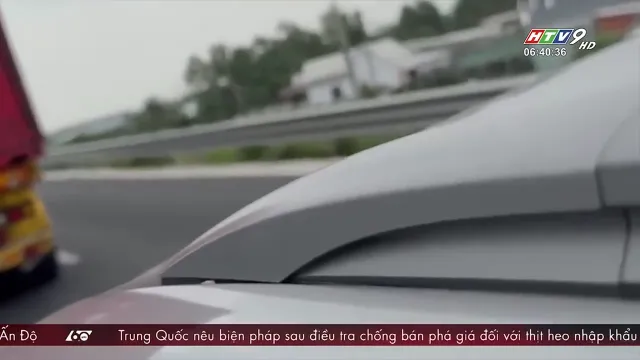 HTV9 HD
06:40:36
Ấn Độ 60 Trung Quốc nêu biện pháp sau điều tra chống bán phá giá đối với thịt heo nhập khẩu